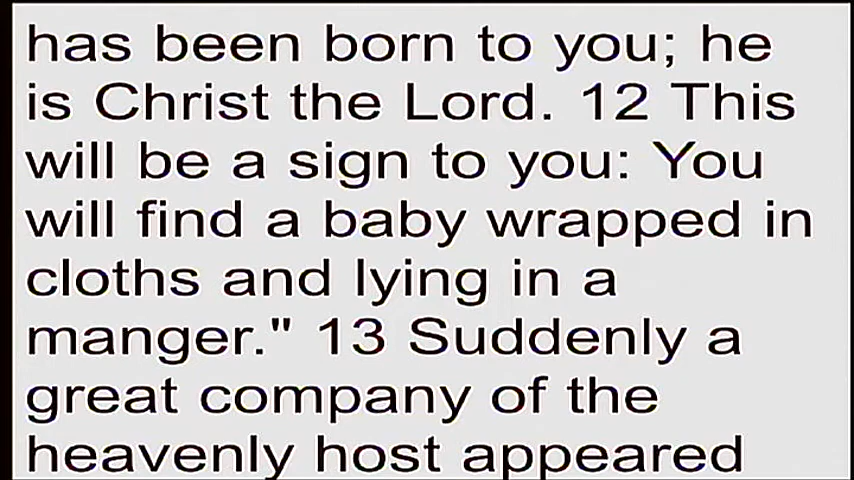 has been born to you; he
is Christ the Lord. 12 This
will be a sign to you: You
will find a baby wrapped in
cloths and lying in a
manger." 13 Suddenly a
great company of the
heavenly host appeared